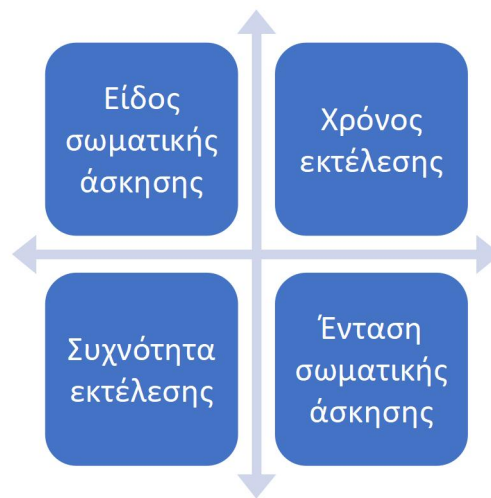 Είδος
σωματικής
άσκησης
Χρόνος
εκτέλεσης
Συχνότητα
εκτέλεσης
Ένταση
σωματικής
άσκησης